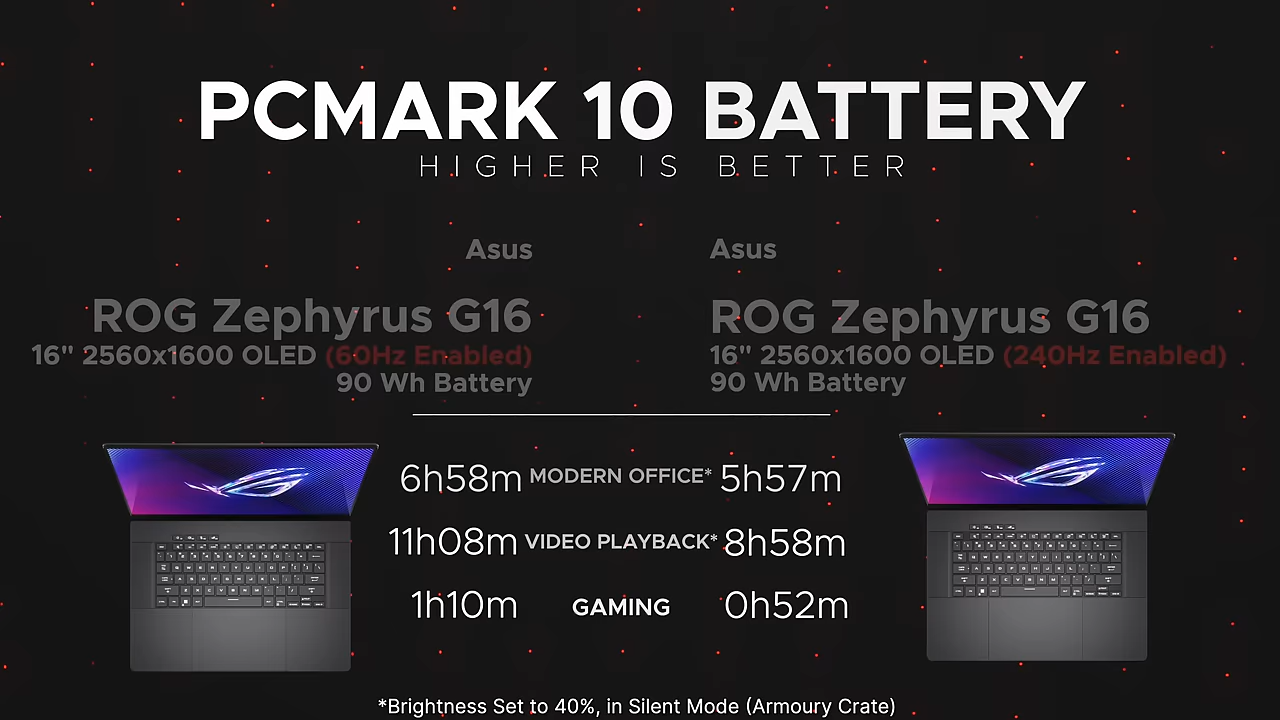 PCMARK 10 BATTERY
HIGHER IS BETTER
Asus
ROG Zephyrus G16
16" 2560x1600 OLED (60Hz Enabled)
90 Wh Battery
Asus
ROG Zephyrus G16
16" 2560x1600 OLED (240Hz Enabled)
90 Wh Battery
6h58m MODERN OFFICE* 5h57m
11h08m VIDEO PLAYBACK* 8h58m
1h10m GAMING 0h52m
*Brightness Set to 40%, in Silent Mode (Armoury Crate)